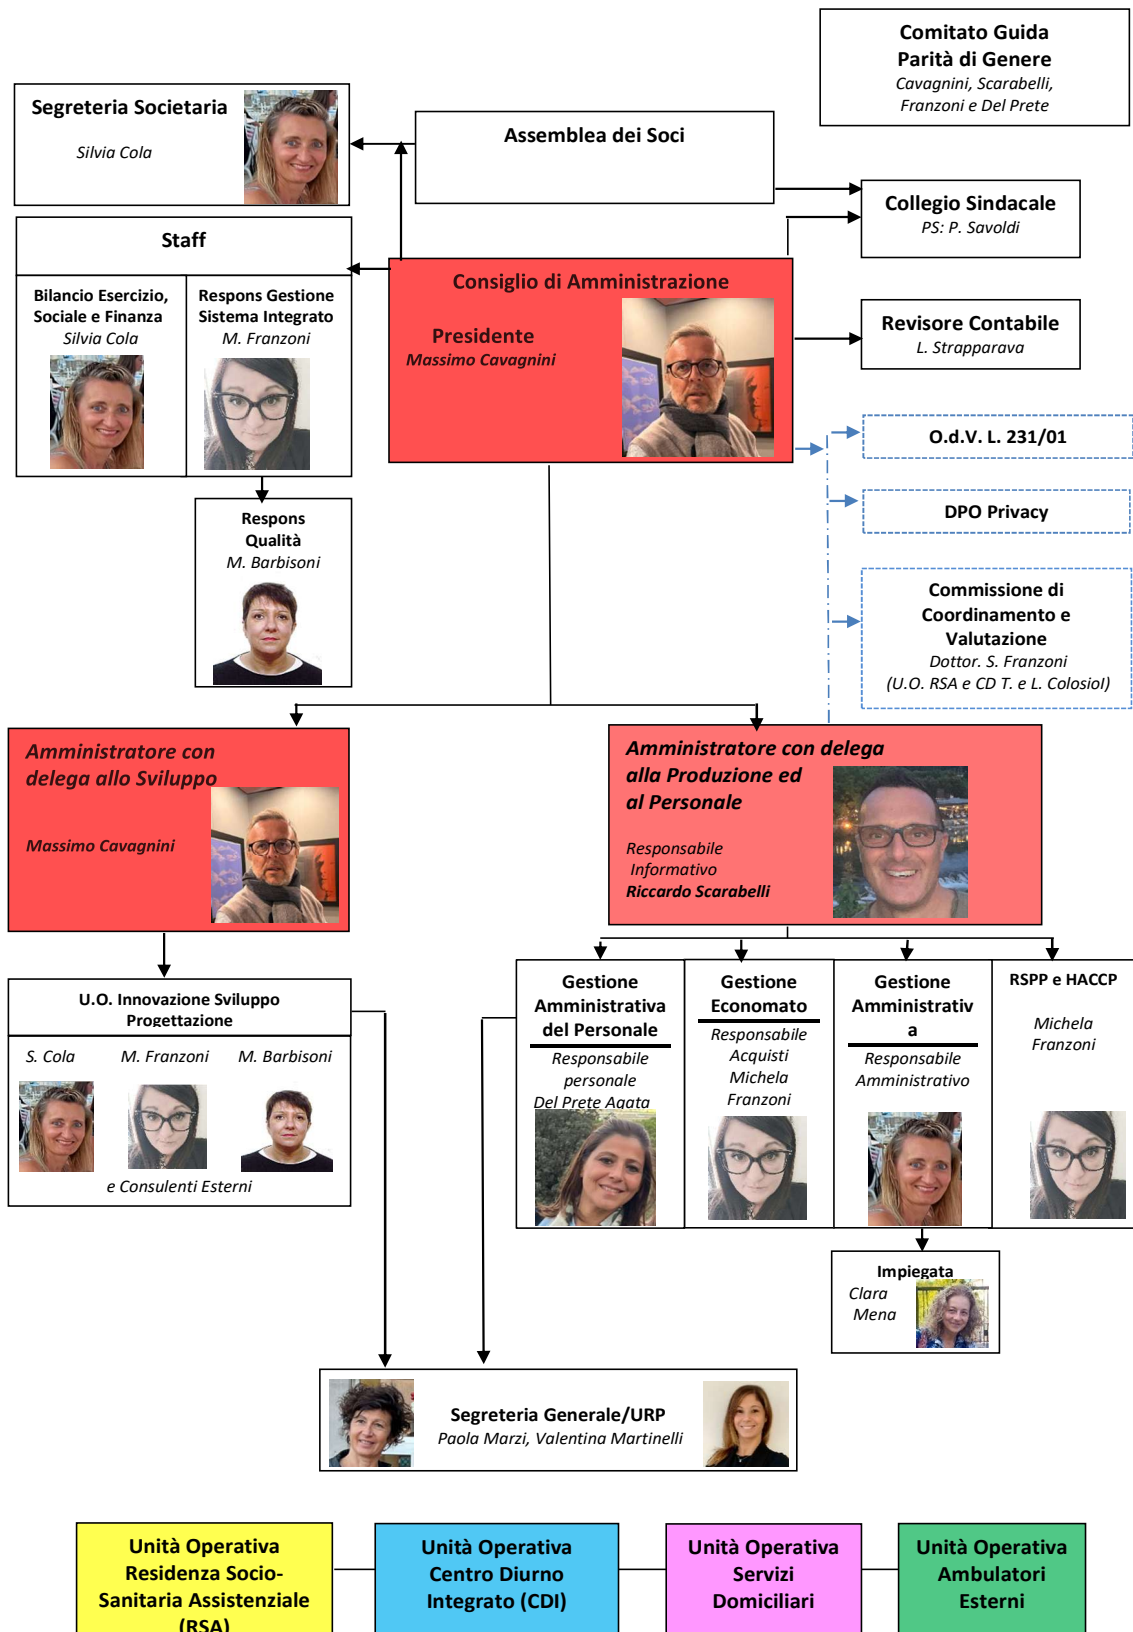 Comitato Guida
Parità di Genere
Cavagnini, Scarabelli,
Franzoni e Del Prete
Segreteria Societaria
Silvia Cola
Assemblea dei Soci
Collegio Sindacale
PS: P. Savoldi
Staff
Bilancio Esercizio,
Sociale e Finanza
Silvia Cola
Respons Gestione
Sistema Integrato
M. Franzoni
Consiglio di Amministrazione
Presidente
Massimo Cavagnini
Revisore Contabile
L. Strapparava
O.d.V. L. 231/01
DPO Privacy
Respons
Qualità
M. Barbisoni
Commissione di
Coordinamento e
Valutazione
Dottor. S. Franzoni
(U.O. RSA e CD T. e L. Colosiol)
Amministratore con
delega allo Sviluppo
Massimo Cavagnini
Amministratore con delega
alla Produzione ed
al Personale
Responsabile
Informativo
Riccardo Scarabelli
U.O. Innovazione Sviluppo
Progettazione
S. Cola M. Franzoni M. Barbisoni
e Consulenti Esterni
Gestione
Amministrativa
del Personale
Responsabile
personale
Del Prete Agata
Gestione
Economato
Responsabile
Acquisti
Michela
Franzoni
Gestione
Amministrativ
a
Responsabile
Amministrativo
RSPP e HACCP
Michela
Franzoni
Impiegata
Clara
Mena
Segreteria Generale/URP
Paola Marzi, Valentina Martinelli
Unità Operativa
Residenza Socio-
Sanitaria Assistenziale
(RSA)
Unità Operativa
Centro Diurno
Integrato (CDI)
Unità Operativa
Servizi
Domiciliari
Unità Operativa
Ambulatori
Esterni